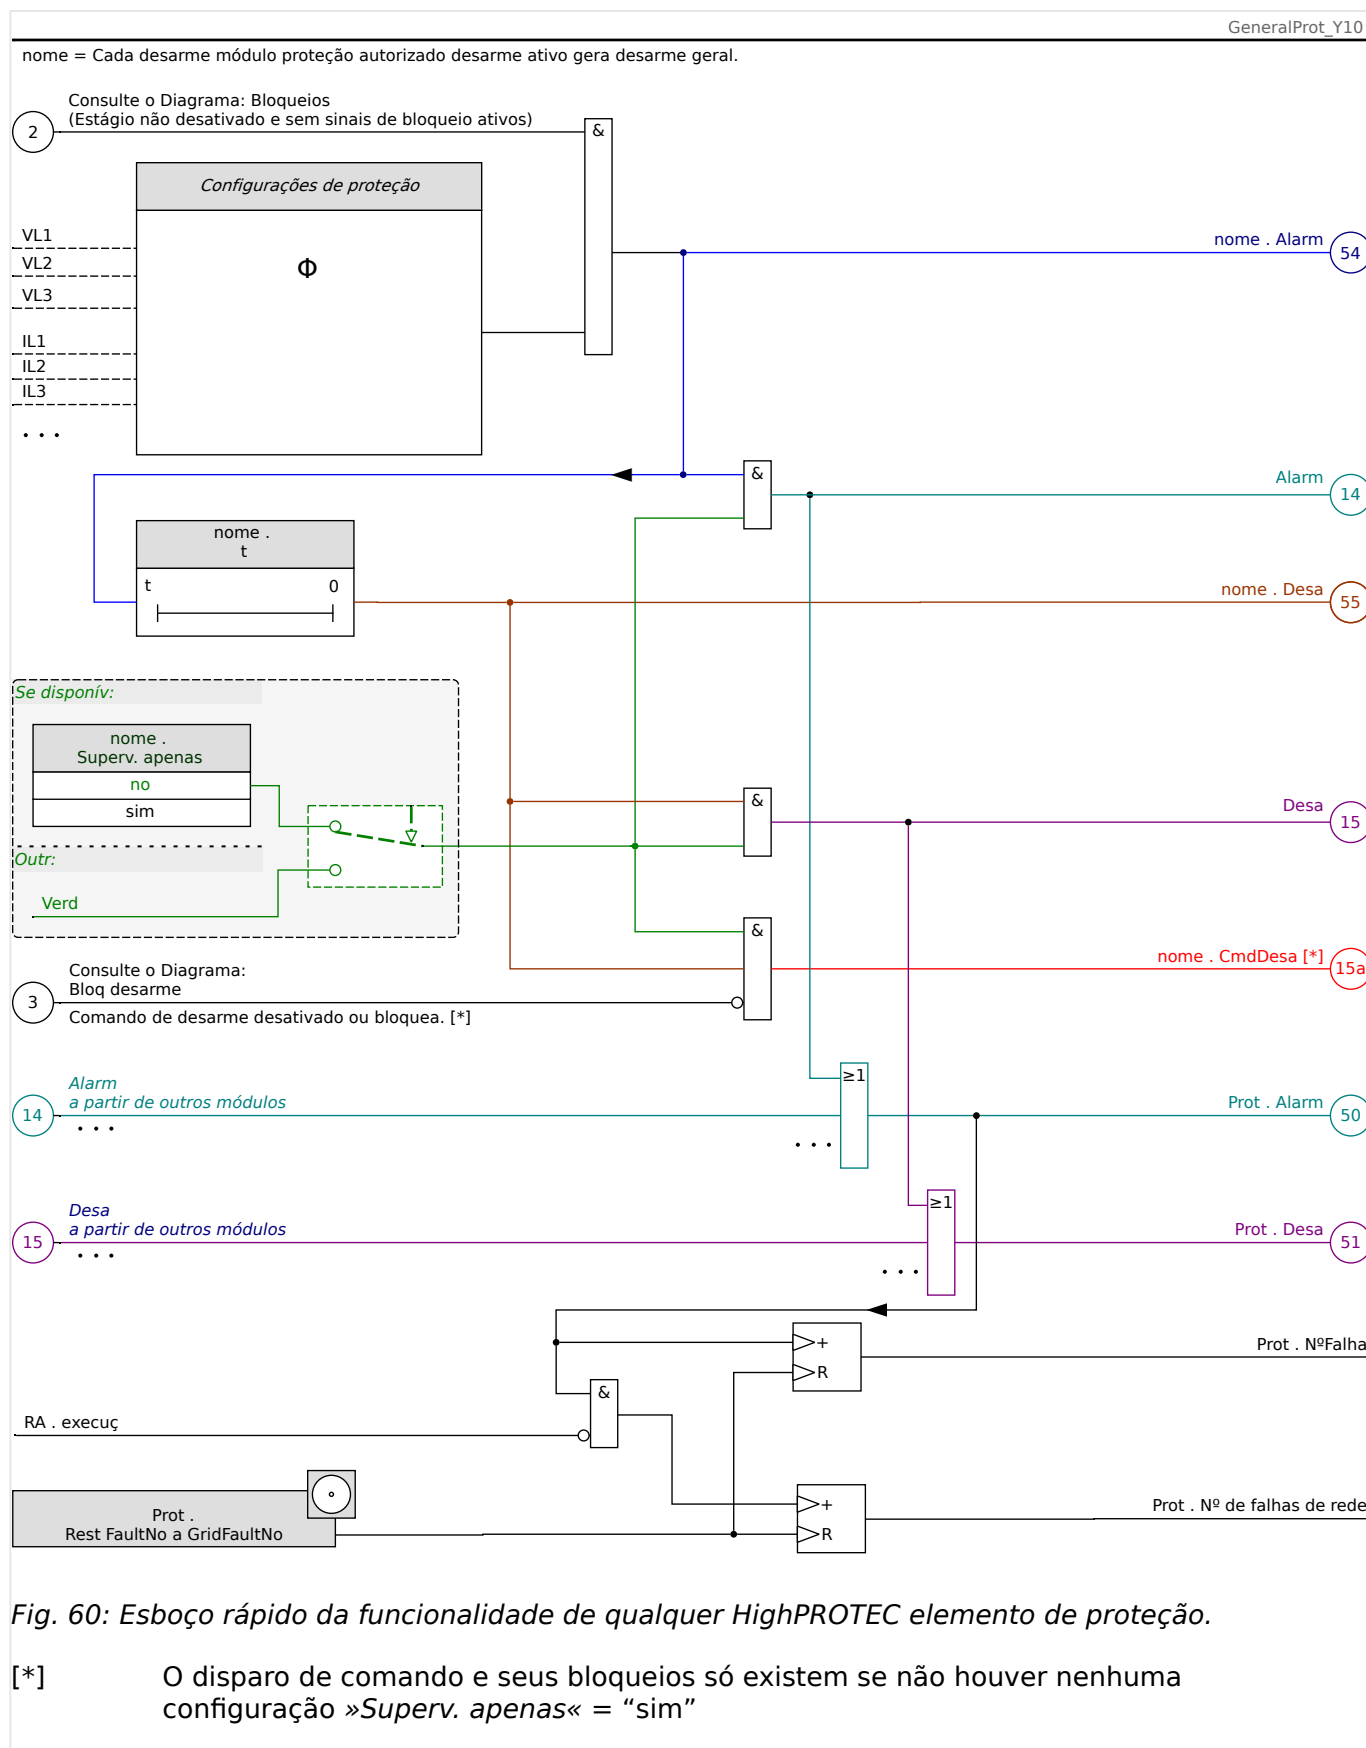 GeneralProt_Y10
nome = Cada desarme módulo proteção autorizado desarme ativo gera desarme geral.
Consulte o Diagrama: Bloqueios
(Estágio não desativado e sem sinais de bloqueio ativos)
2
&
Configurações de proteção
Φ
VL1
VL2
VL3
IL1
IL2
IL3
. . .
nome . Alarm
54
&
Alarm
14
nome .
t
t 0
nome . Desa
55
Se disponív:
nome .
Superv. apenas
no
sim
Outr:
Verd
&
Desa
15
&
nome . CmdDesa [*]
15a
Consulte o Diagrama:
Bloq desarme
3
Comando de desarme desativado ou bloquea. [*]
Alarm
a partir de outros módulos
14
. . .
≥1
. . .
Prot . Alarm
50
Desa
a partir de outros módulos
15
. . .
≥1
. . .
Prot . Desa
51
+
R
Prot . NºFalha
&
RA . execuç
Prot .
Rest FaultNo a GridFaultNo
+
R
Prot . Nº de falhas de rede
Fig. 60: Esboço rápido da funcionalidade de qualquer HighPROTEC elemento de proteção.
[*] O disparo de comando e seus bloqueios só existem se não houver nenhuma
configuração »Superv. apenas« = “sim”